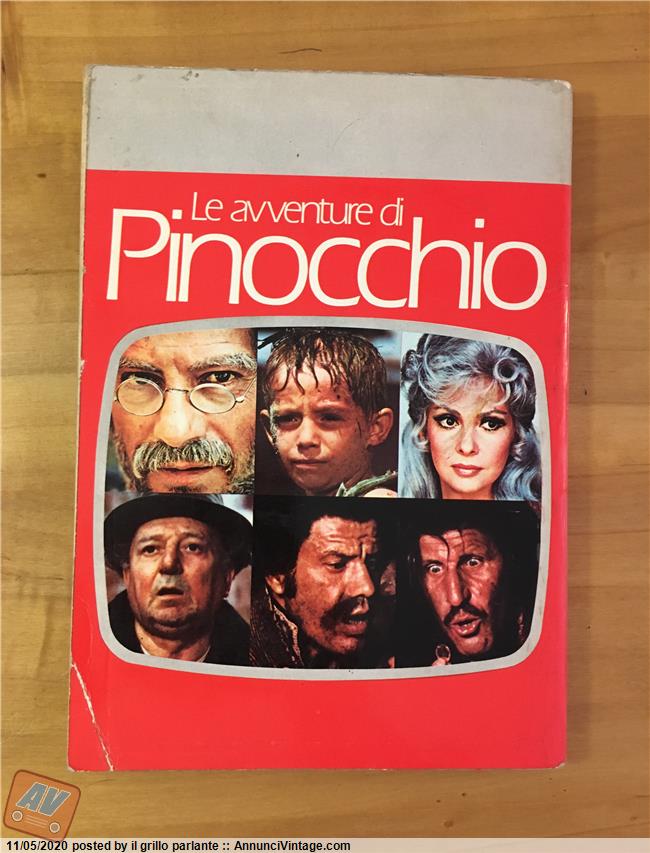 Le avventure di
Pinocchio
AV
11/05/2020 posted by il grillo parlante :: AnnunciVintage.com